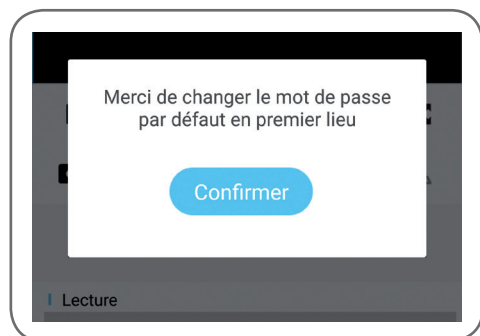 Merci de changer le mot de passe
par défaut en premier lieu
Confirmer
Lecture